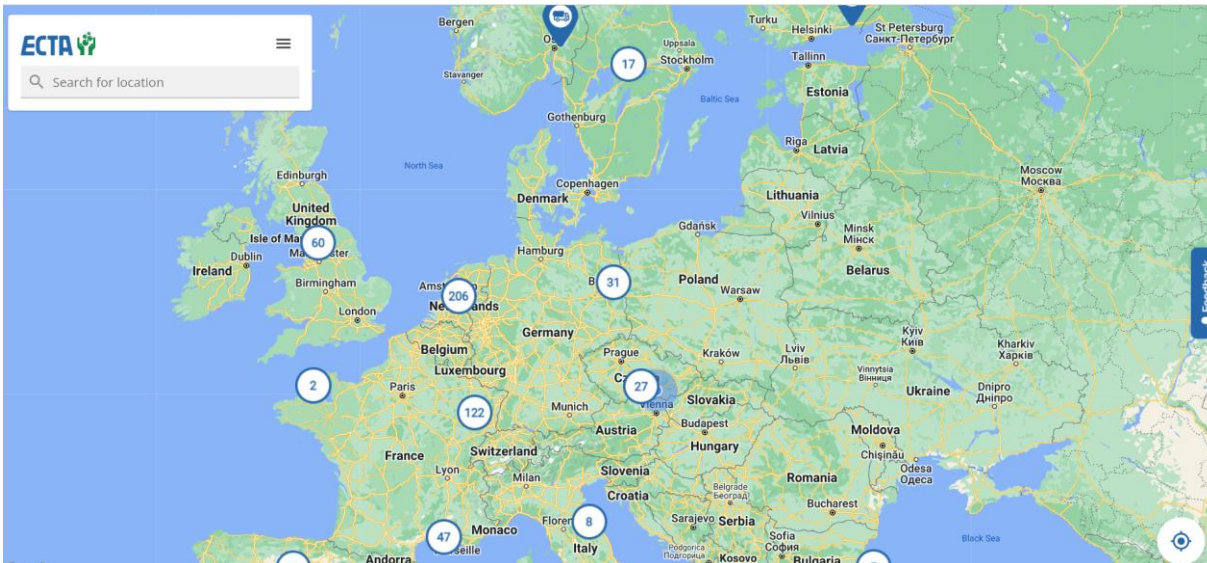 ECTA
Search for location
Bergen
Turku
Helsinki
St Petersburg
Санкт-Петербург
Uppsala
Stockholm
17
Tallinn
Stavanger
Estonia
Baltic Sea
Gothenburg
Riga
Latvia
North Sea
Edinburgh
Moscow
Москва
Copenhagen
Denmark
Lithuania
United
Kingdom
Vilnius
Gdańsk
Minsk
Мінск
Isle of Ma
60
Dublin
Hamburg
Ireland
Belarus
Feedback
Birmingham
206
31
Poland
Warsaw
London
Germany
Kyiv
Київ
Belgium
Luxembourg
Prague
Kraków
Lviv
Львів
Kharkiv
Харків
Vinnytsia
Вінниця
2
Paris
27
Ukraine
Dnipro
Дніпро
Vienna
Slovakia
122
Munich
Budapest
Austria
Hungary
Moldova
Chișinău
France
Switzerland
Lyon
Milan
Slovenia
Odesa
Одеса
Croatia
Romania
Belgrade
Београд
Bucharest
47
Monaco
8
Sarajevo
Serbia
Italy
Sofia
София
Black Sea
Podgorica
Подгорица
Kosovo
Andorra
Bulgaria